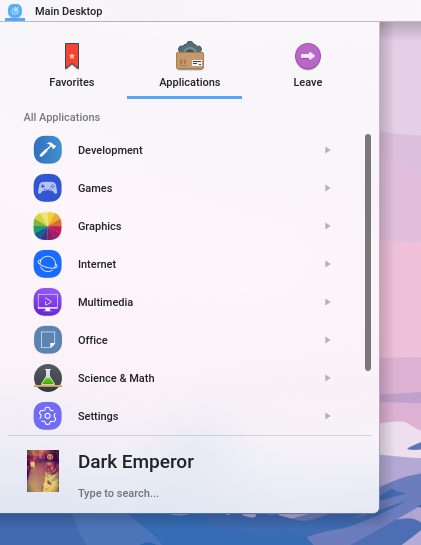 Main Desktop
Favorites
Applications
Leave
All Applications
Development
Games
Graphics
Internet
Multimedia
Office
Science & Math
Settings
Dark Emperor
Type to search...